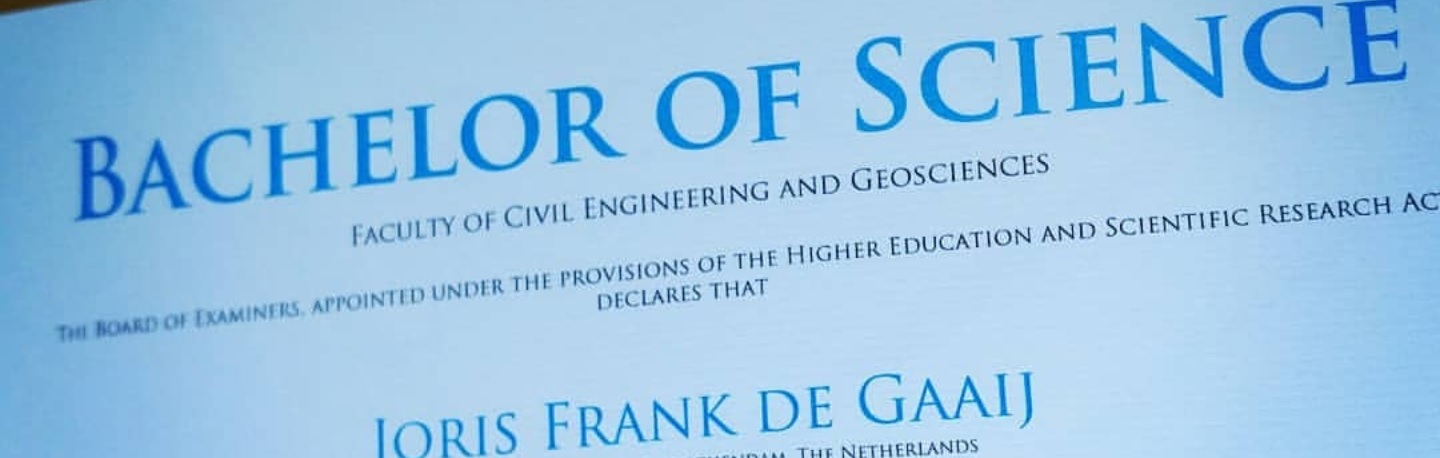 BACHELOR OF SCIENCE
FACULTY OF CIVIL ENGINEERING AND GEOSCIENCES
THE BOARD OF EXAMINERS, APPOINTED UNDER THE PROVISIONS OF THE HIGHER EDUCATION AND SCIENTIFIC RESEARCH
DECLARES THAT
JORIS FRANK DE GAAIJ
THE NETHERLANDS